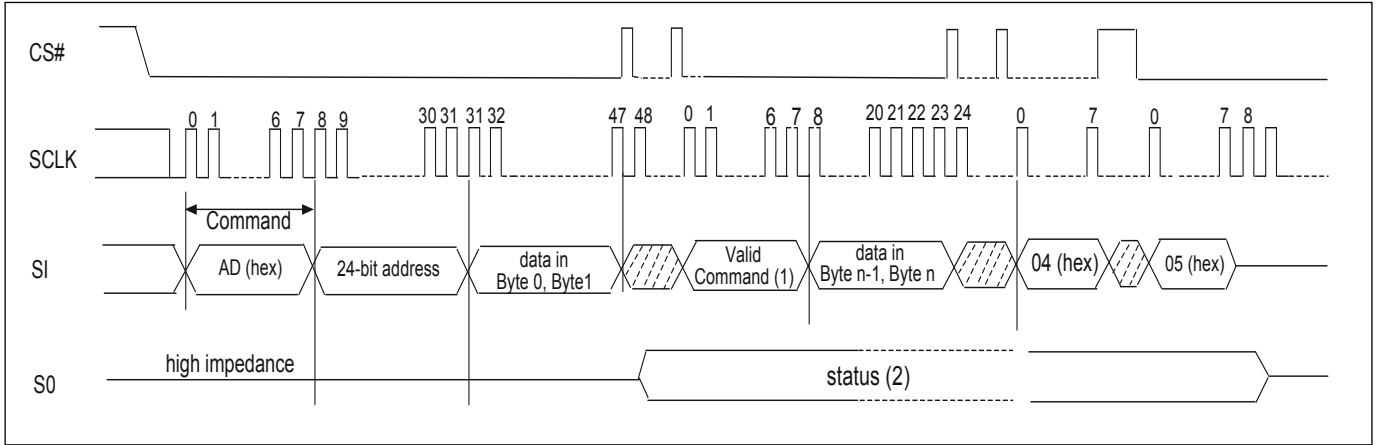 CS#
0 1 6 7 8 9 30 31 31 32 47 48 0 1 6 7 8 20 21 22 23 24 0 7 0 7 8
SCLK
Command
SI
AD (hex)
24-bit address
data in
Byte 0, Byte1
Valid
Command (1)
data in
Byte n-1, Byte n
04 (hex)
05 (hex)
high impedance
S0
status (2)